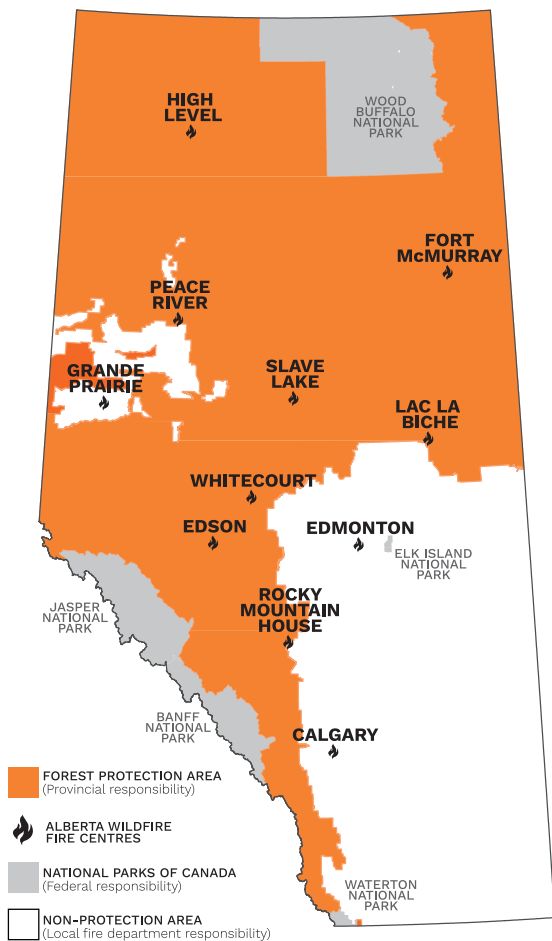 HIGH
LEVEL
WOOD
BUFFALO
NATIONAL
PARK
FORT
McMURRAY
PEACE
RIVER
GRANDE
PRAIRIE
SLAVE
LAKE
LAC LA
BICHE
WHITECOURT
EDSON
EDMONTON
ELK ISLAND
NATIONAL
PARK
JASPER
NATIONAL
PARK
ROCKY
MOUNTAIN
HOUSE
BANFF
NATIONAL
PARK
CALGARY
FOREST PROTECTION AREA
(Provincial responsibility)
ALBERTA WILDFIRE
FIRE CENTRES
NATIONAL PARKS OF CANADA
(Federal responsibility)
WATERTON
NATIONAL
PARK
NON-PROTECTION AREA
(Local fire department responsibility)